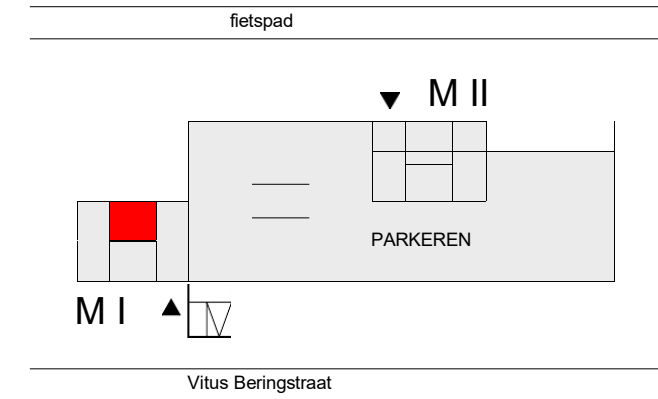 fietspad
M II
PARKEREN
M I
Vitus Beringstraat